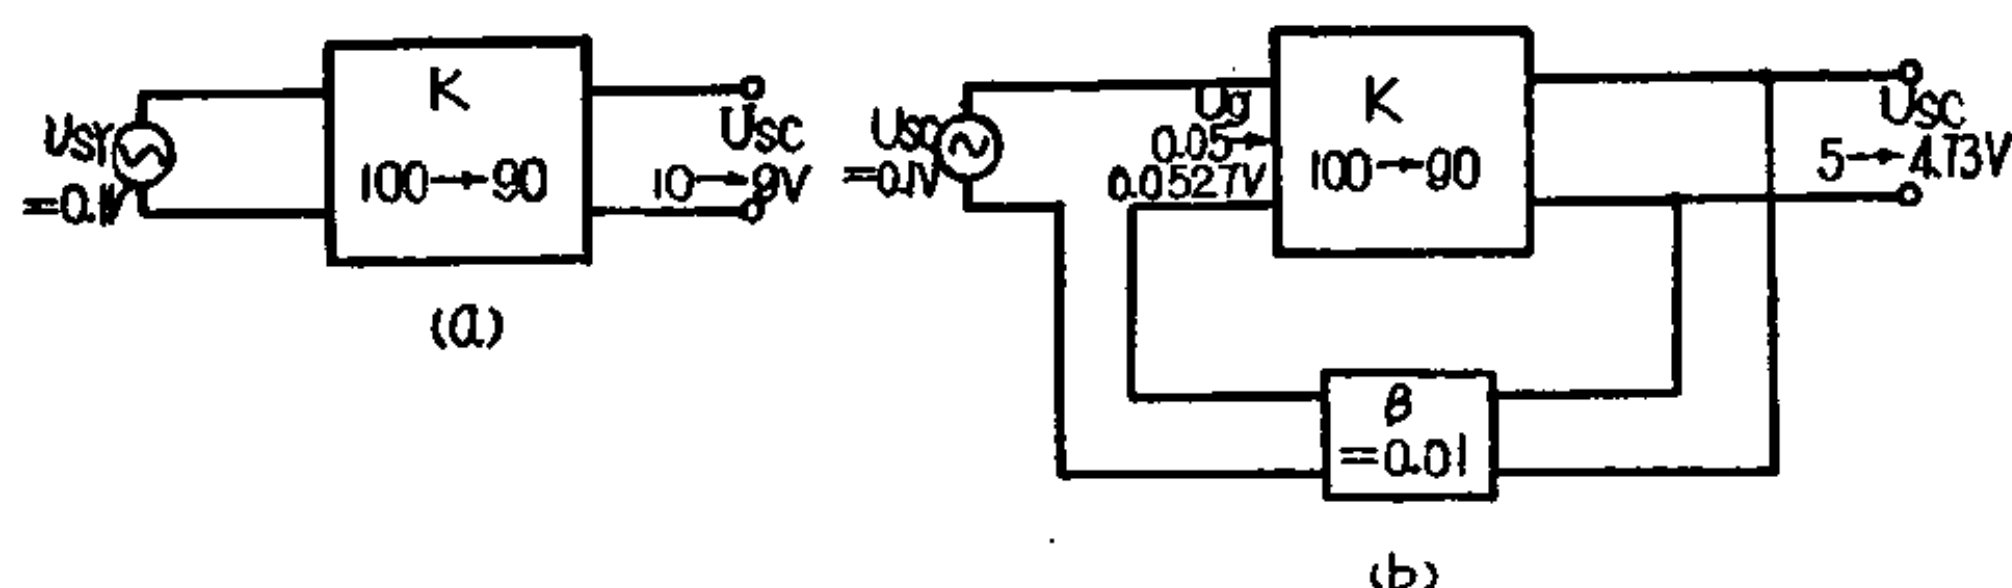 K
Usr
=0.1V
100→90
Usc
10→9V
(a)
Usc
=0.1V
Ug
0.05→
0.0527V
K
100→90
Usc
5→4.73V
β
=0.01
(b)